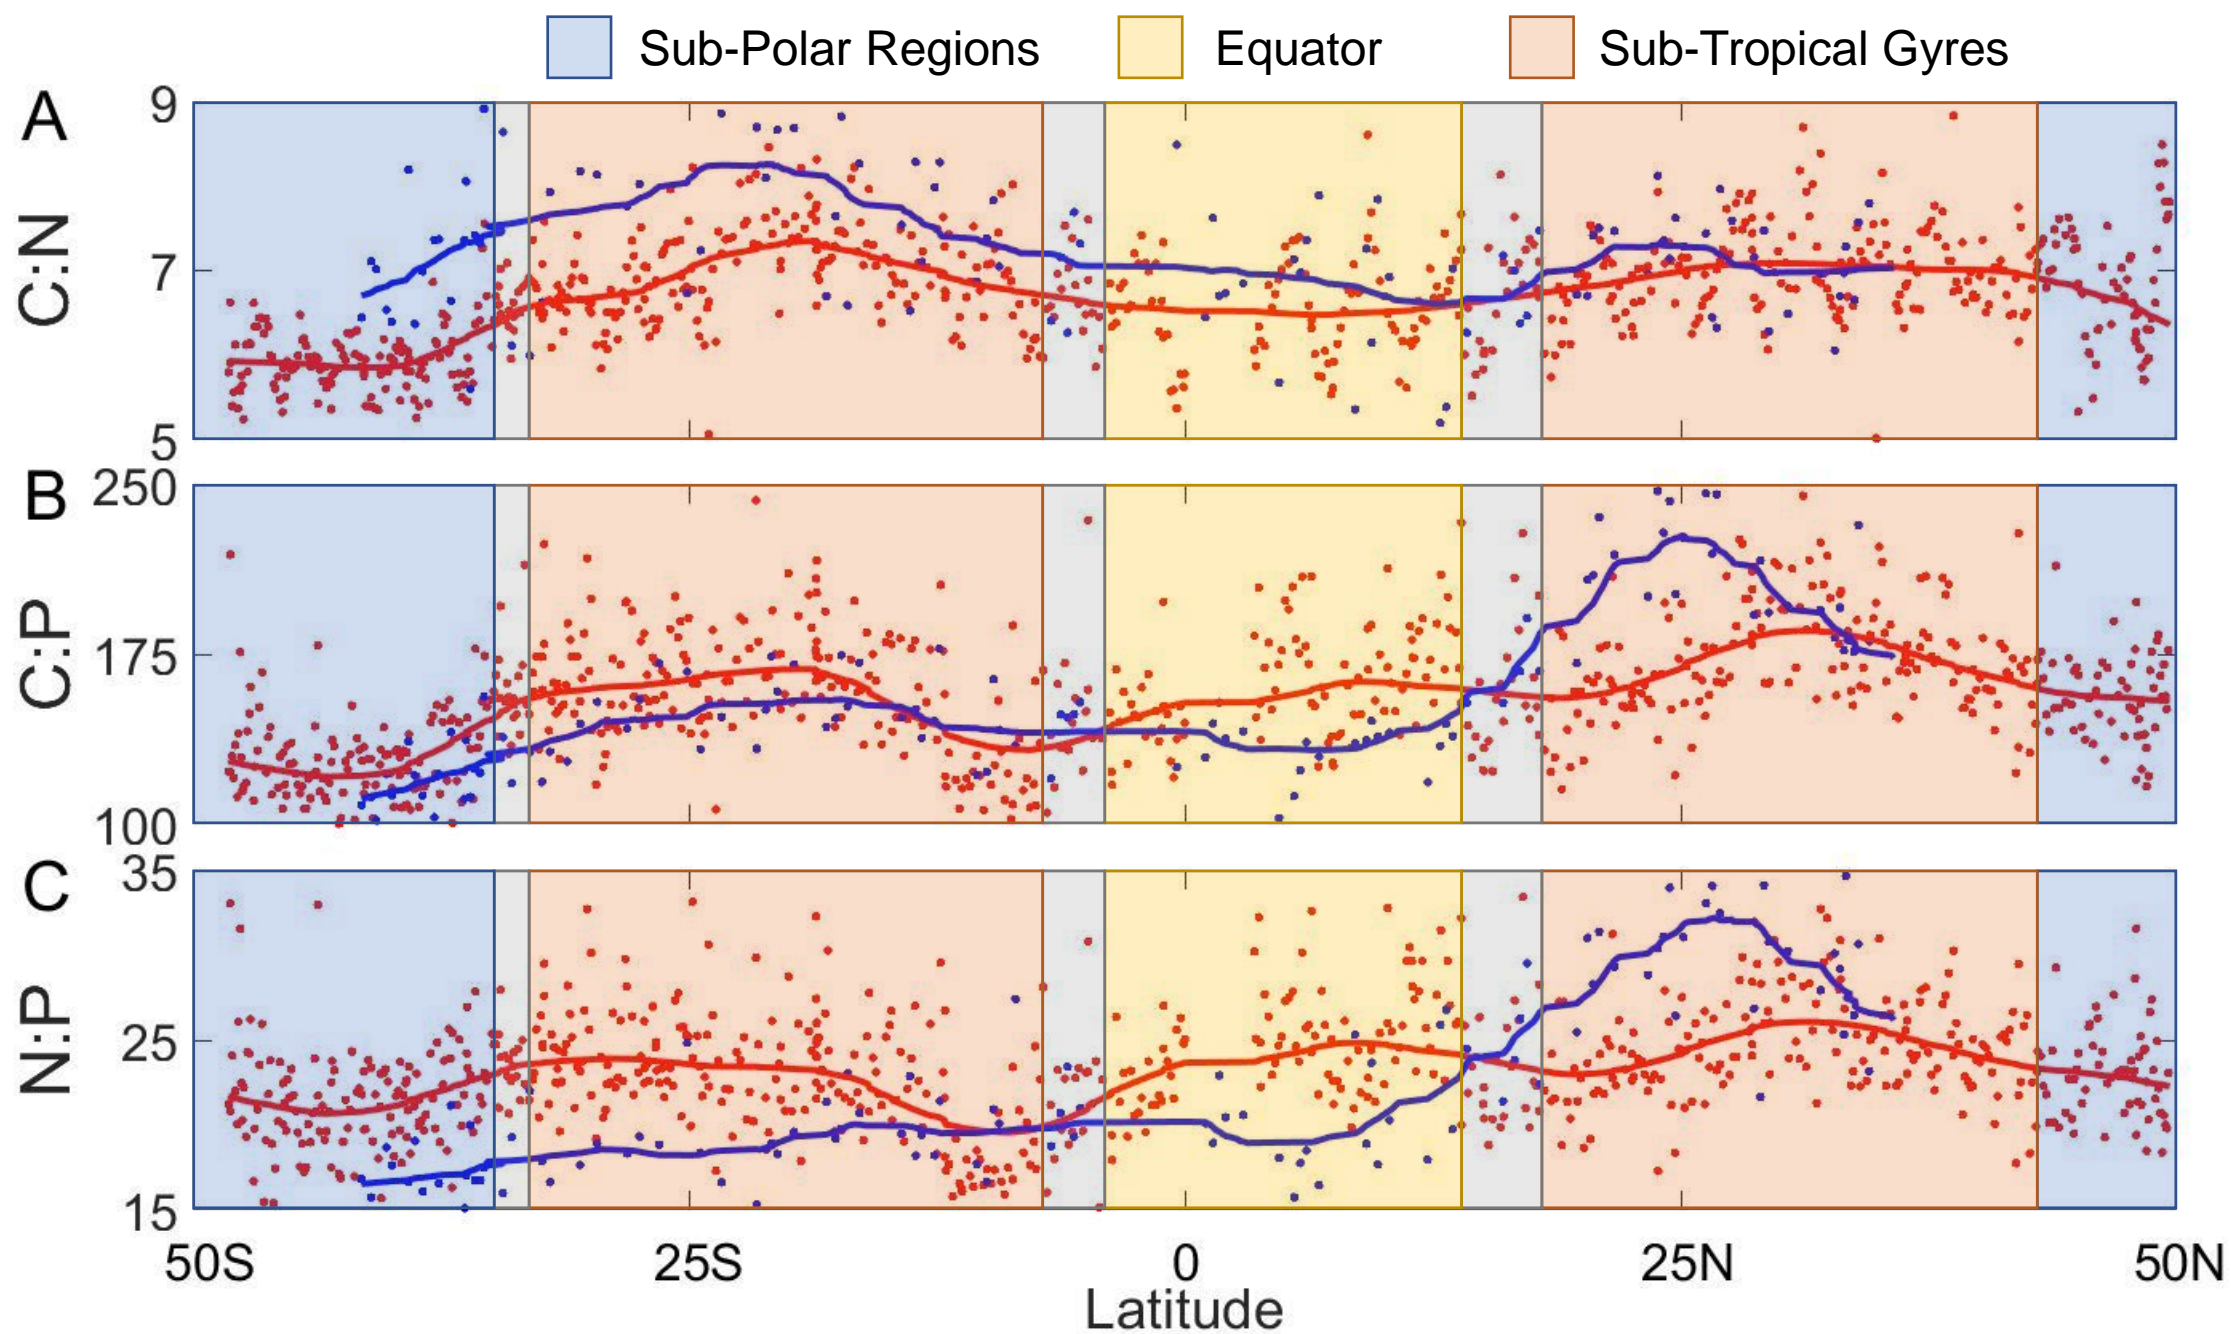 Sub-Polar Regions Equator Sub-Tropical Gyres
A
9
7
5
C:N
B
250
175
100
C:P
C
35
25
15
N:P
50S 25S 0 25N 50N
Latitude